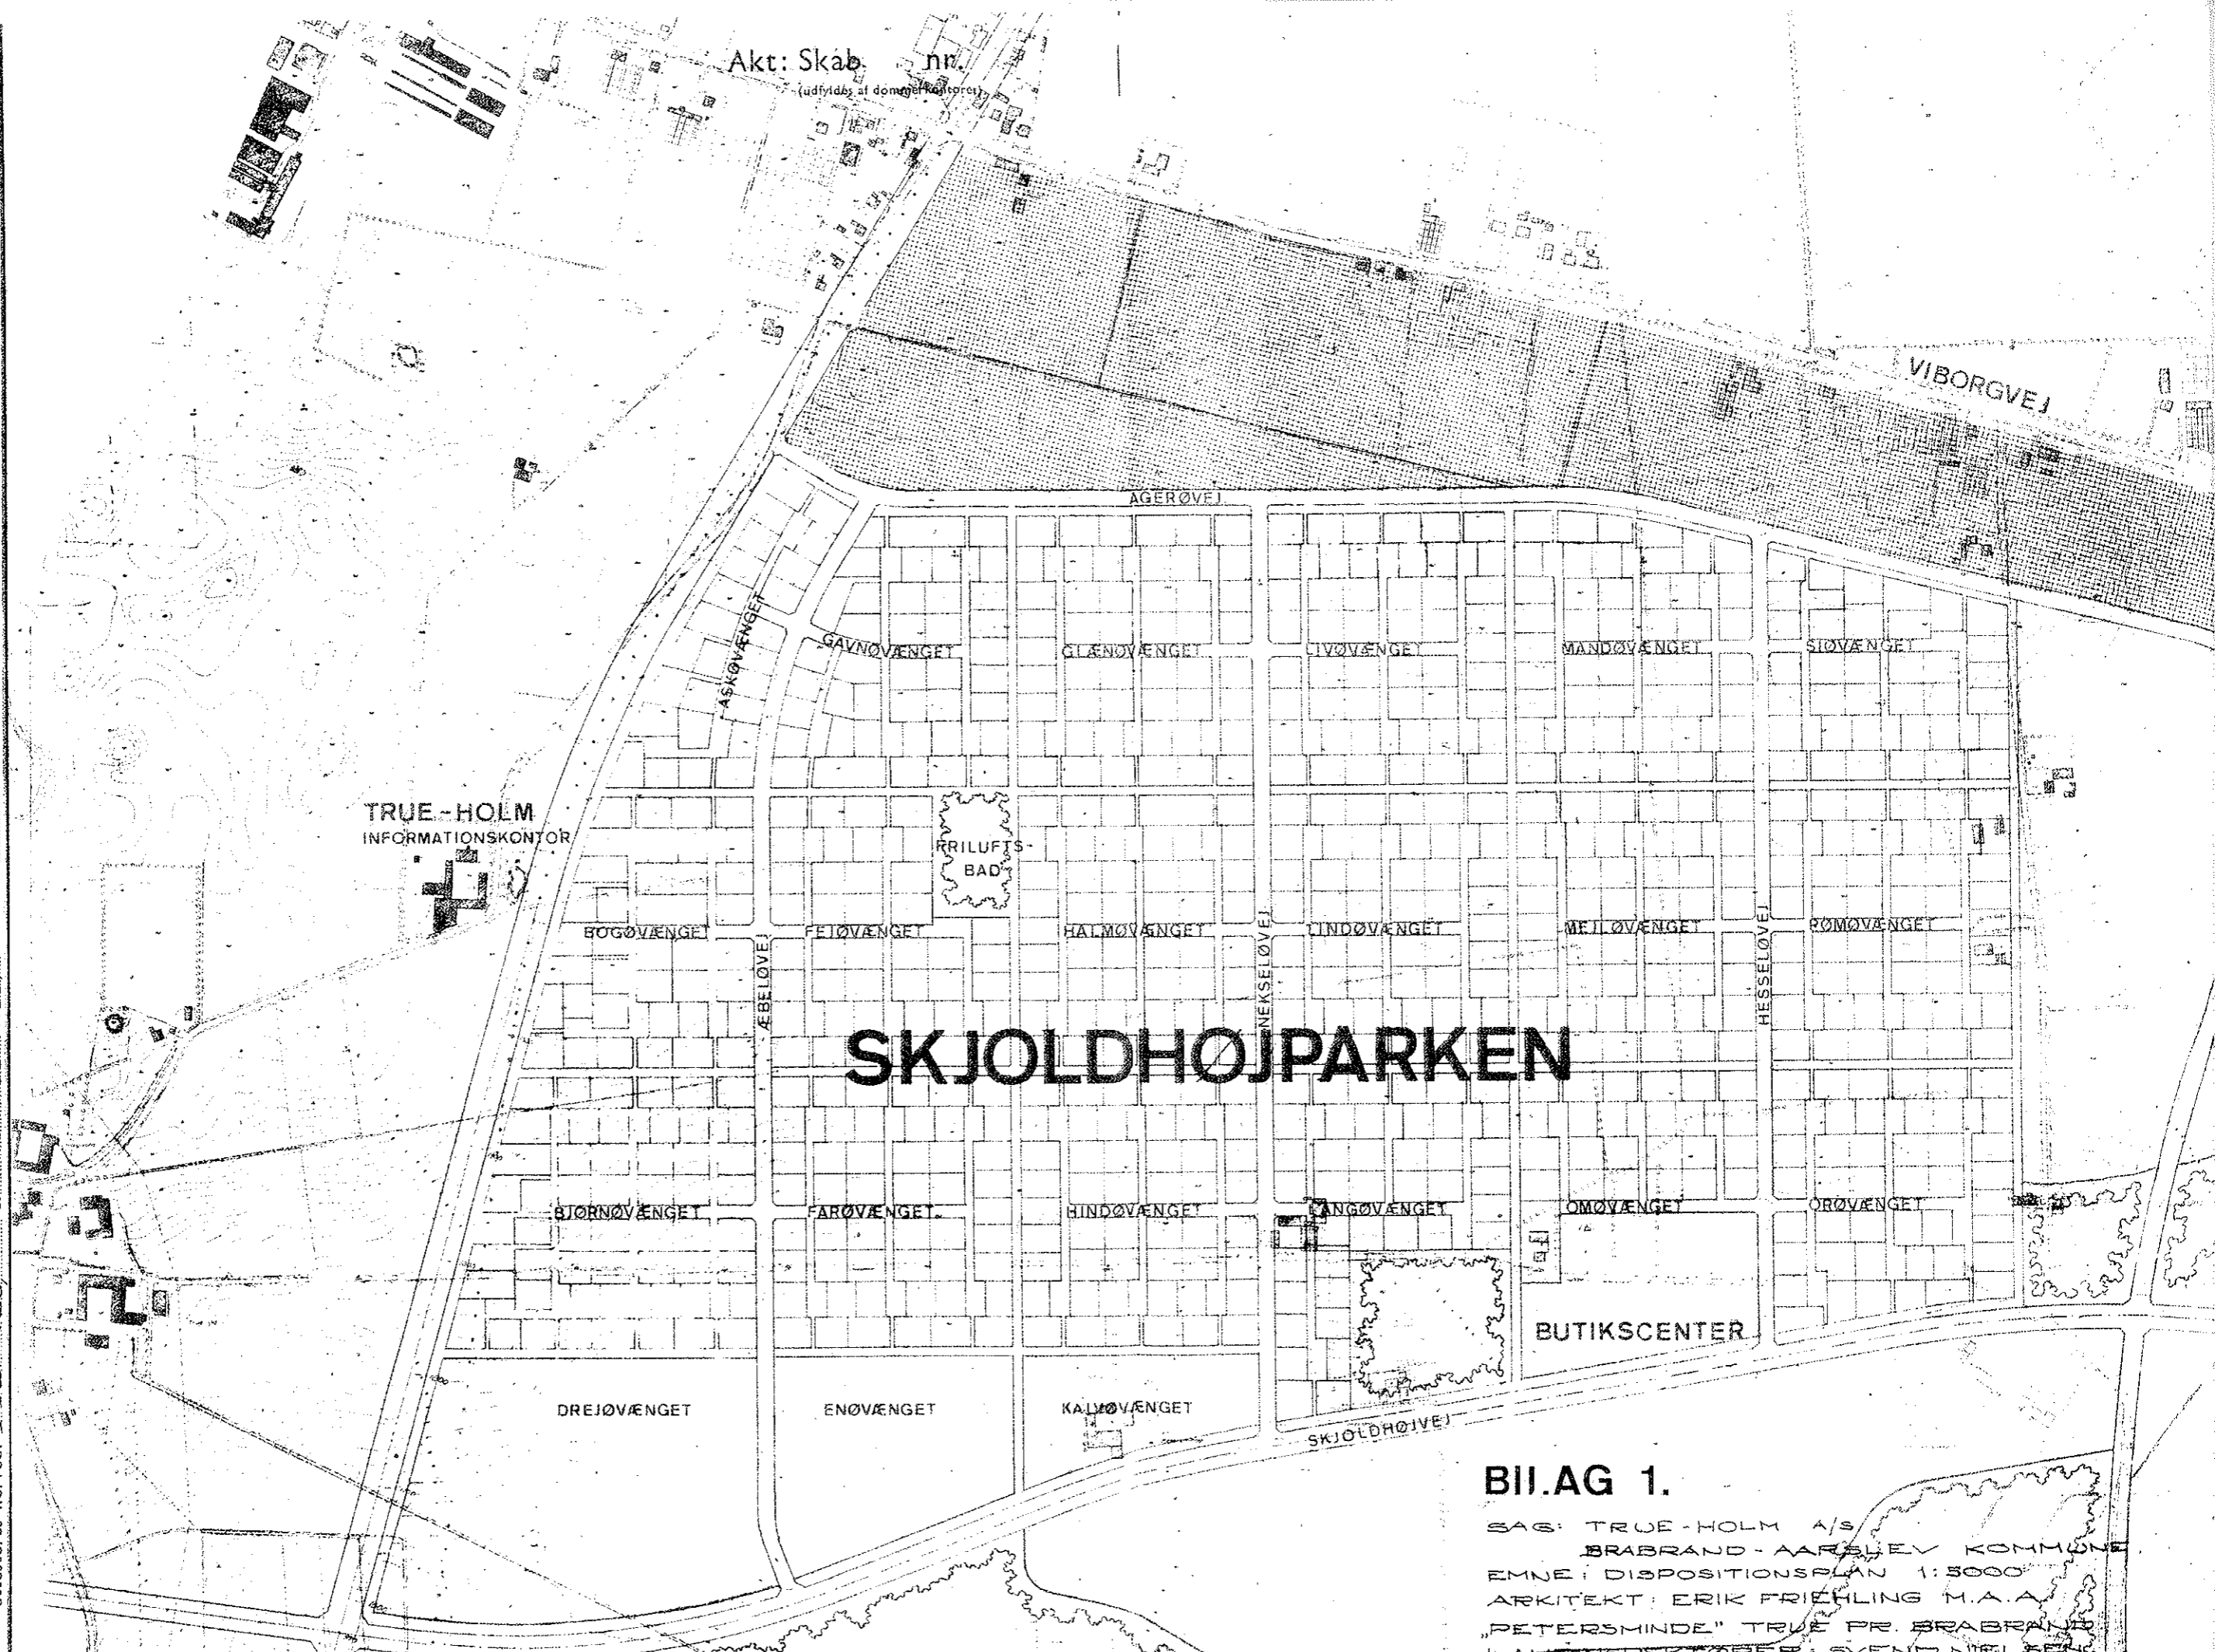 Akt: Skab nr.
(udfyldes af dommerkontoret)
VIBORGVEJ
AGERØVEJ
ASKØVÆNGET
GAVNØVÆNGET
GLÆNØVÆNGET
LIVØVÆNGET
MANDØVÆNGET
SIØVÆNGET
TRUE-HOLM
INFORMATIONSKONTOR
FRILUFTS-
BAD
BOGØVÆNGET
FEJØVÆNGET
HALMØVÆNGET
LINDØVÆNGET
MEJLØVÆNGET
RØMØVÆNGET
ÆBELØVEJ
NEKSELØVEJ
HESSELØVEJ
SKJOLDHØJPARKEN
BJØRNØVÆNGET
FARØVÆNGET
HINDØVÆNGET
LANGØVÆNGET
OMØVÆNGET
ORØVÆNGET
BUTIKSCENTER
DREJØVÆNGET
ENØVÆNGET
KALVØVÆNGET
SKJOLDHØJVEJ
BILAG 1.
SAG: TRUE-HOLM A/S
BRABRAND-AARSLEV KOMMUNE.
EMNE: DISPOSITIONSPLAN 1:5000
ARKITEKT: ERIK FRIEHLING M.A.A.
„PETERSMINDE" TRUE PR. BRABRAND